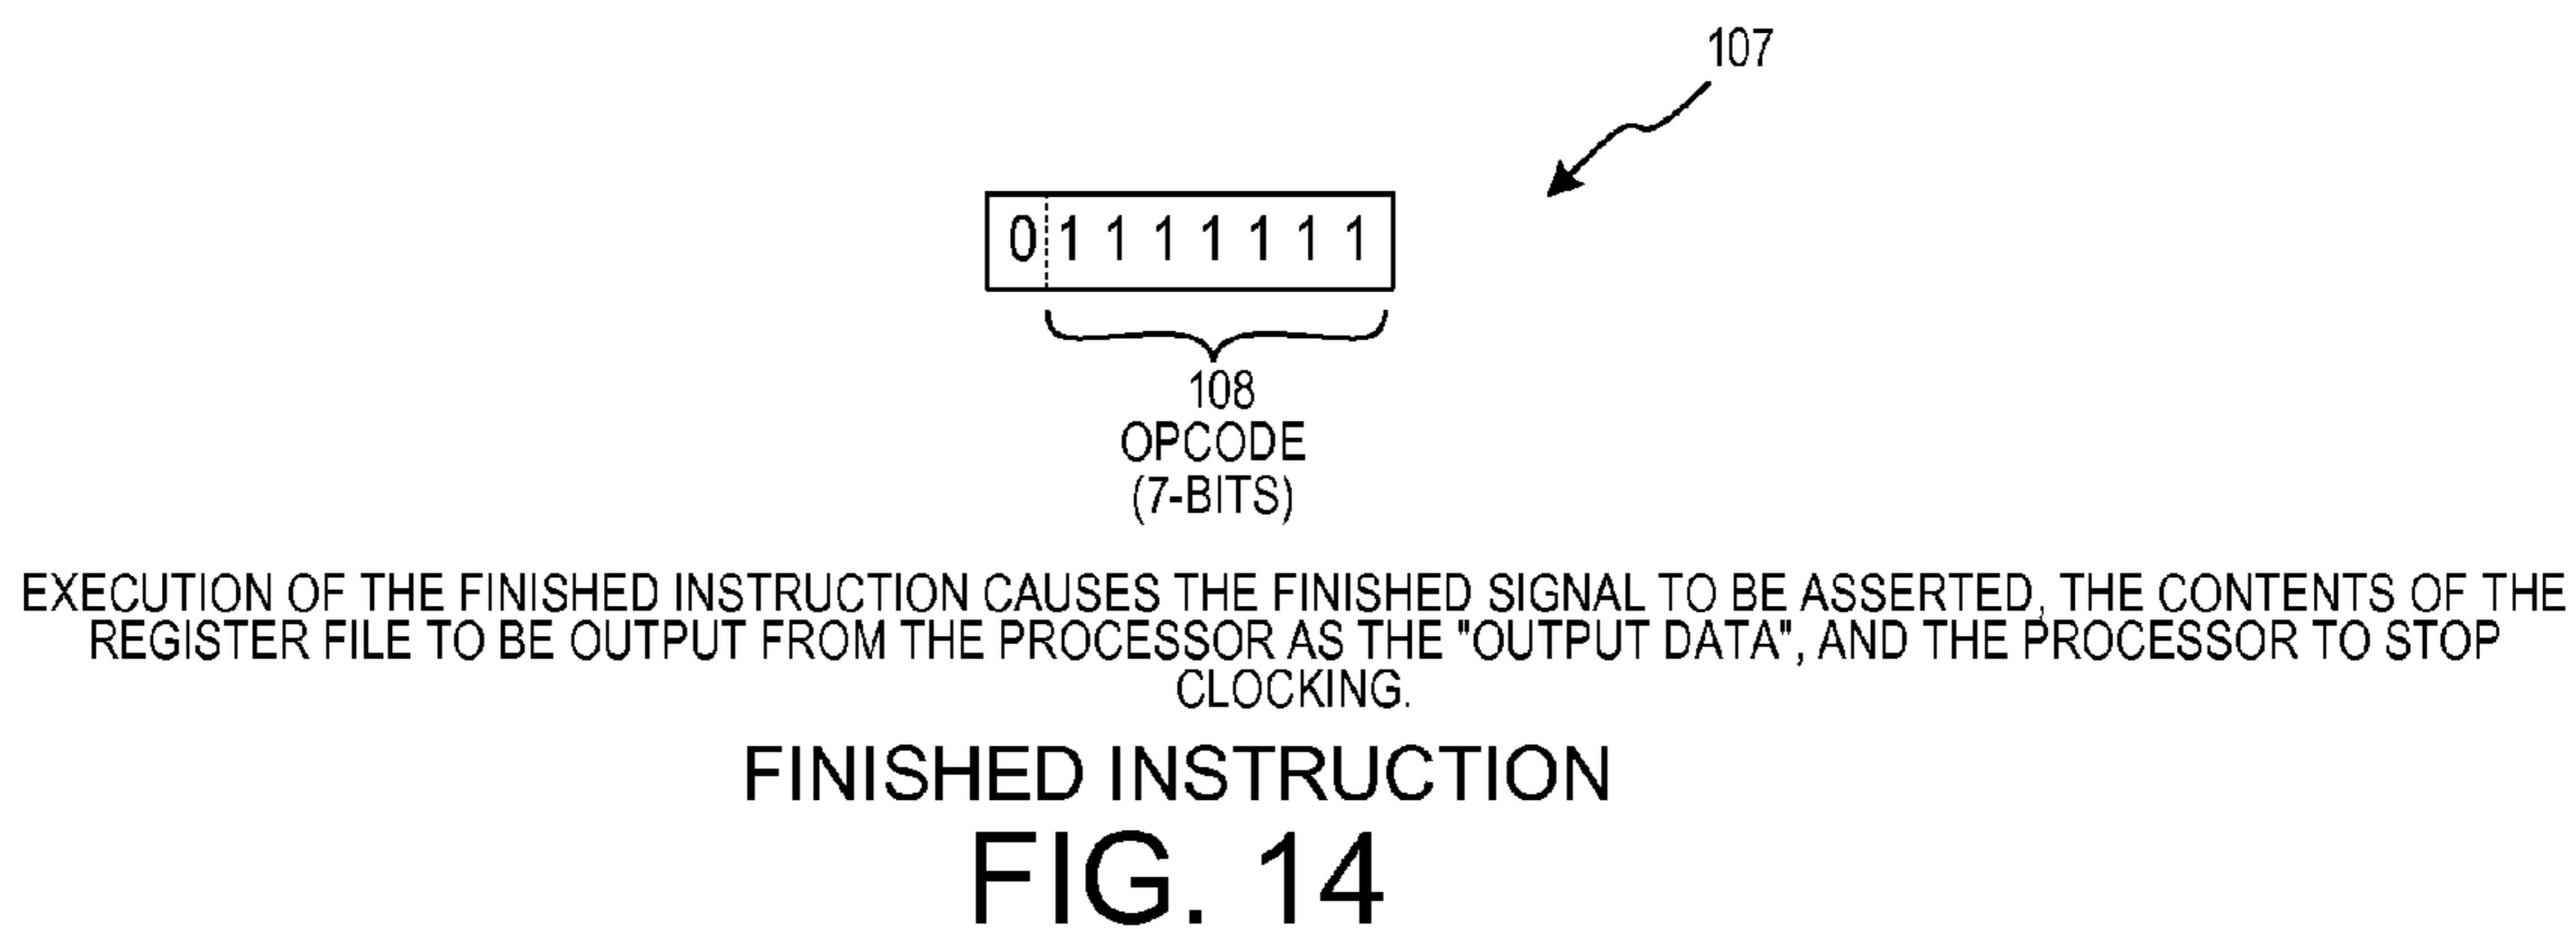 107
0 1 1 1 1 1 1 1
108
OPCODE
(7-BITS)
EXECUTION OF THE FINISHED INSTRUCTION CAUSES THE FINISHED SIGNAL TO BE ASSERTED, THE CONTENTS OF THE
REGISTER FILE TO BE OUTPUT FROM THE PROCESSOR AS THE "OUTPUT DATA", AND THE PROCESSOR TO STOP
CLOCKING.
FINISHED INSTRUCTION
FIG. 14